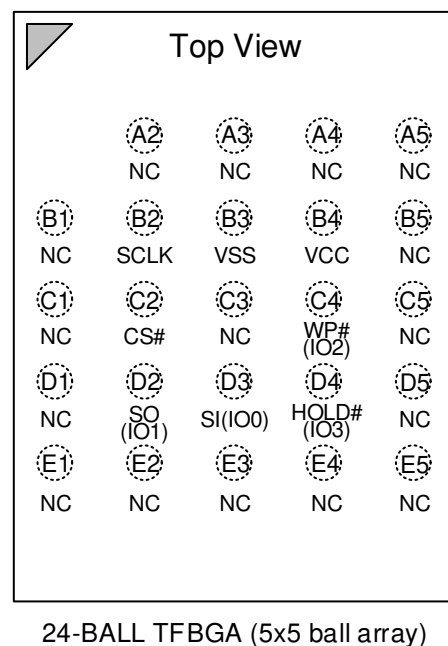 Top View
A2 A3 A4 A5
NC NC NC NC
B1 B2 B3 B4 B5
NC SCLK VSS VCC NC
C1 C2 C3 C4 C5
NC CS# NC WP# NC
(IO2)
D1 D2 D3 D4 D5
NC SO SI(IO0) HOLD# NC
(IO1) (IO3)
E1 E2 E3 E4 E5
NC NC NC NC NC
24-BALL TFBGA (5x5 ball array)